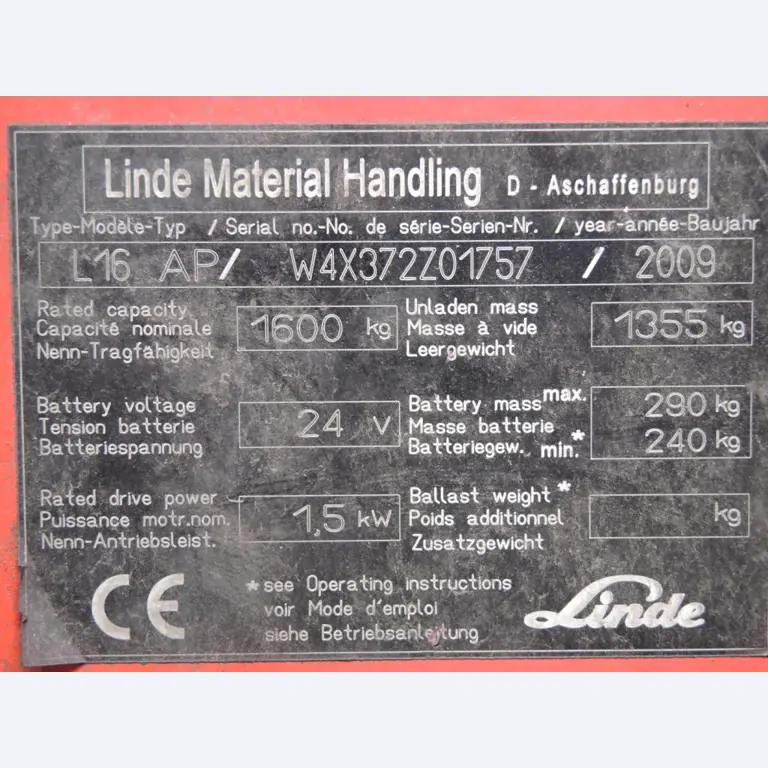 Linde Material Handling D - Aschaffenburg
Type-Modèle-Typ / Serial no.-No. de série-Serien-Nr. / year-année-Baujahr
L16 AP/ W4X372Z01757 / 2009
Rated capacity
Capacité nominale
Nenn-Tragfähigkeit
1600 kg
Unladen mass
Masse à vide
Leergewicht
1355 kg
Battery voltage
Tension batterie
Batteriespannung
24 V
Battery mass max.
Masse batterie
Batteriegew. min.*
290 kg
240 kg
Rated drive power
Puissance motr.nom.
Nenn-Antriebsleist.
1,5 kW
Ballast weight *
Poids additionnel
Zusatzgewicht
kg
CE
* see Operating instructions
voir Mode d'emploi
siehe Betriebsanleitung
Linde